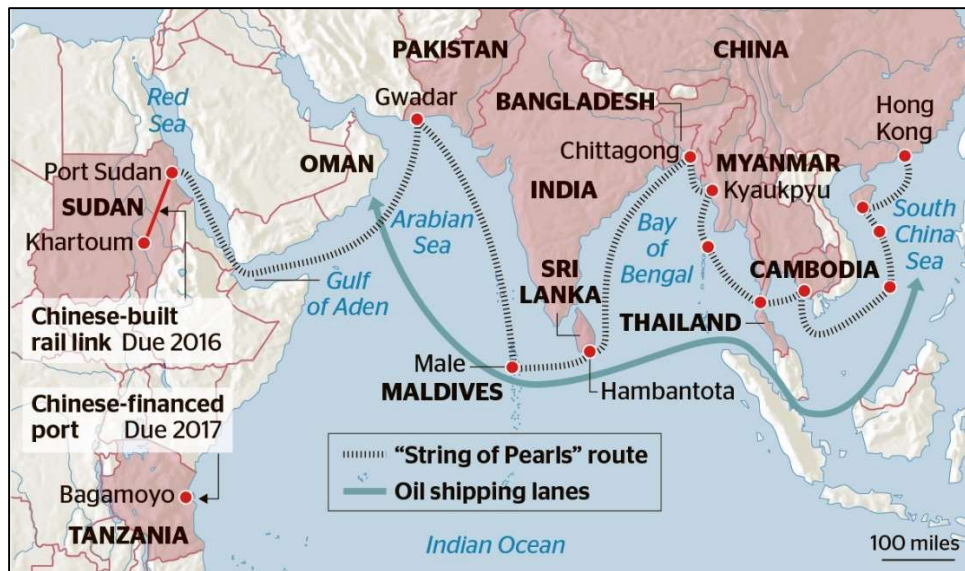 PAKISTAN
CHINA
Gwadar
BANGLADESH
Hong
Kong
Red
Sea
Chittagong
Port Sudan
OMAN
MYANMAR
SUDAN
INDIA
Kyaukpyu
Arabian
Sea
Bay
of
Bengal
South
China
Sea
Khartoum
Gulf
of Aden
SRI
LANKA
CAMBODIA
Chinese-built
rail link Due 2016
THAILAND
Male
MALDIVES
Hambantota
Chinese-financed
port Due 2017
"String of Pearls" route
Oil shipping lanes
Bagamoyo
TANZANIA
Indian Ocean
100 miles